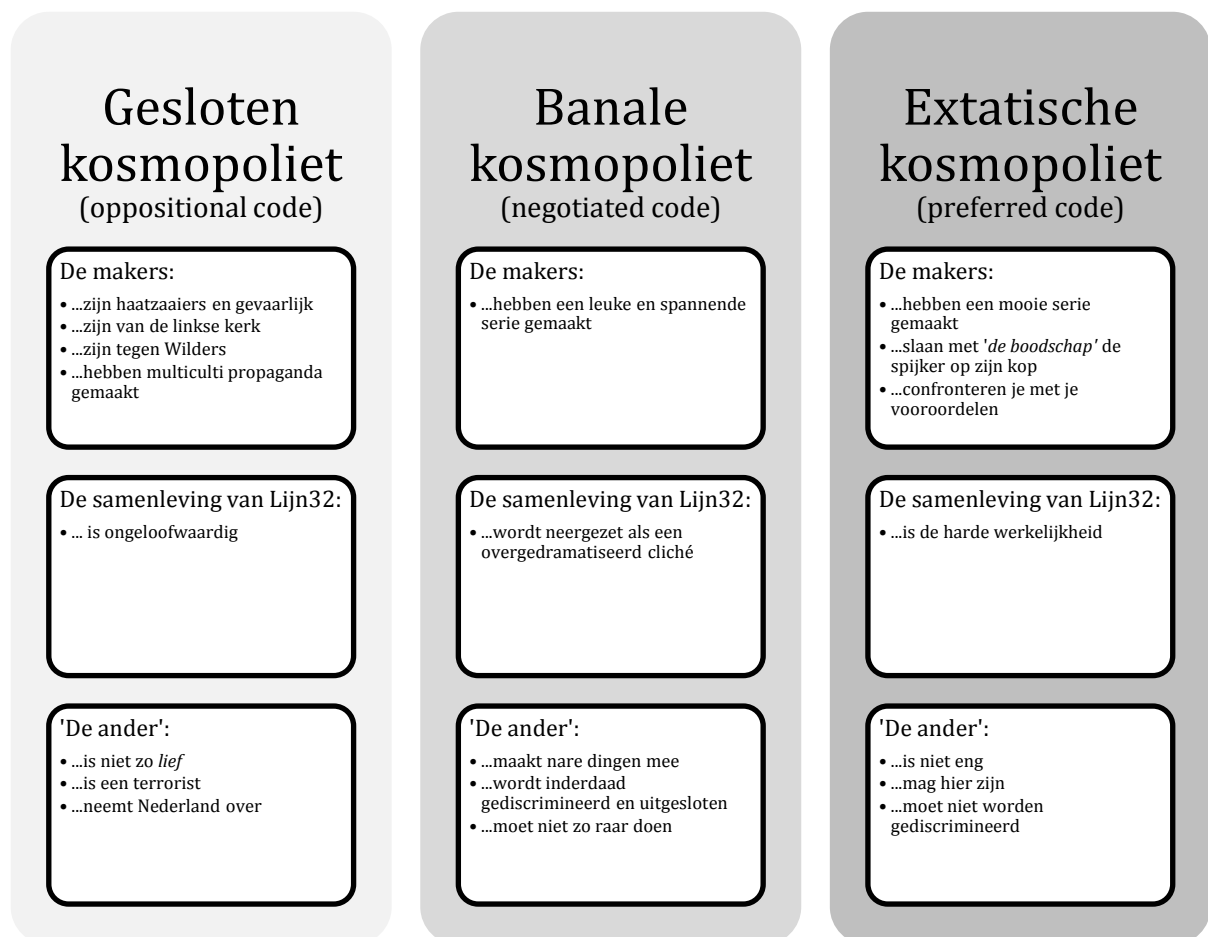 Gesloten
kosmopoliet
(oppositional code)
De makers:
• ...zijn haatzaaiers en gevaarlijk
• ...zijn van de linkse kerk
• ...zijn tegen Wilders
• ...hebben multiculti propaganda
gemaakt
De samenleving van Lijn32:
• ... is ongeloofwaardig
'De ander':
• ...is niet zo lief
• ...is een terrorist
• ...neemt Nederland over
Banale
kosmopoliet
(negotiated code)
De makers:
• ...hebben een leuke en spannende
serie gemaakt
De samenleving van Lijn32:
• ...wordt neergezet als een
overgedramatiseerd cliché
'De ander':
• ...maakt nare dingen mee
• ...wordt inderdaad
gediscrimineerd en uitgesloten
• ...moet niet zo raar doen
Extatische
kosmopoliet
(preferred code)
De makers:
• ...hebben een mooie serie
gemaakt
• ...slaan met 'de boodschap' de
spijker op zijn kop
• ...confronteren je met je
vooroordelen
De samenleving van Lijn32:
• ...is de harde werkelijkheid
'De ander':
• ...is niet eng
• ...mag hier zijn
• ...moet niet worden
gediscrimineerd